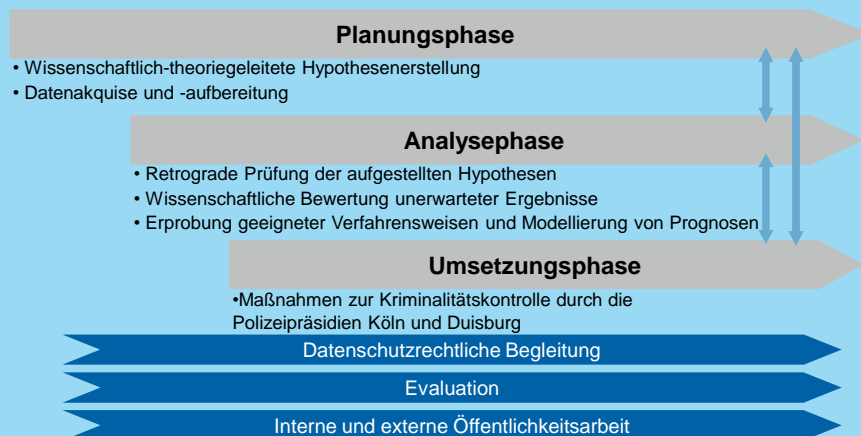 Planungsphase
• Wissenschaftlich-theoriegeleitete Hypothesenerstellung
• Datenakquise und -aufbereitung
Analysephase
• Retrograde Prüfung der aufgestellten Hypothesen
• Wissenschaftliche Bewertung unerwarteter Ergebnisse
• Erprobung geeigneter Verfahrensweisen und Modellierung von Prognosen
Umsetzungsphase
•Maßnahmen zur Kriminalitätskontrolle durch die
Polizeipräsidien Köln und Duisburg
Datenschutzrechtliche Begleitung
Evaluation
Interne und externe Öffentlichkeitsarbeit